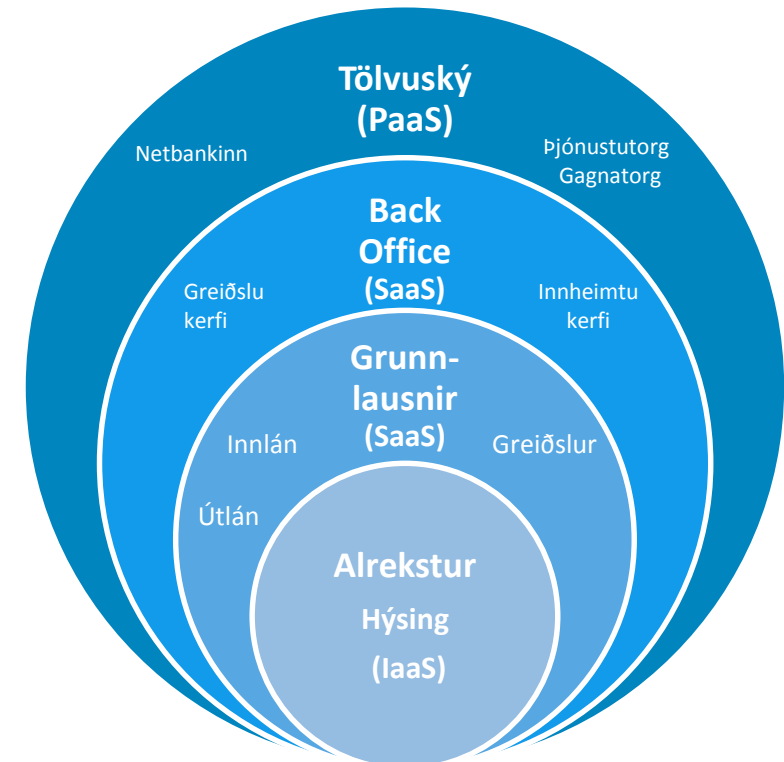 Tölvuský
(PaaS)
Netbankinn
Þjónustutorg
Gagnatorg
Back
Office
(SaaS)
Greiðslu
kerfi
Innheimtu
kerfi
Grunn-
lausnir
(SaaS)
Innlán
Greiðslur
Útlán
Alrekstur
Hýsing
(IaaS)